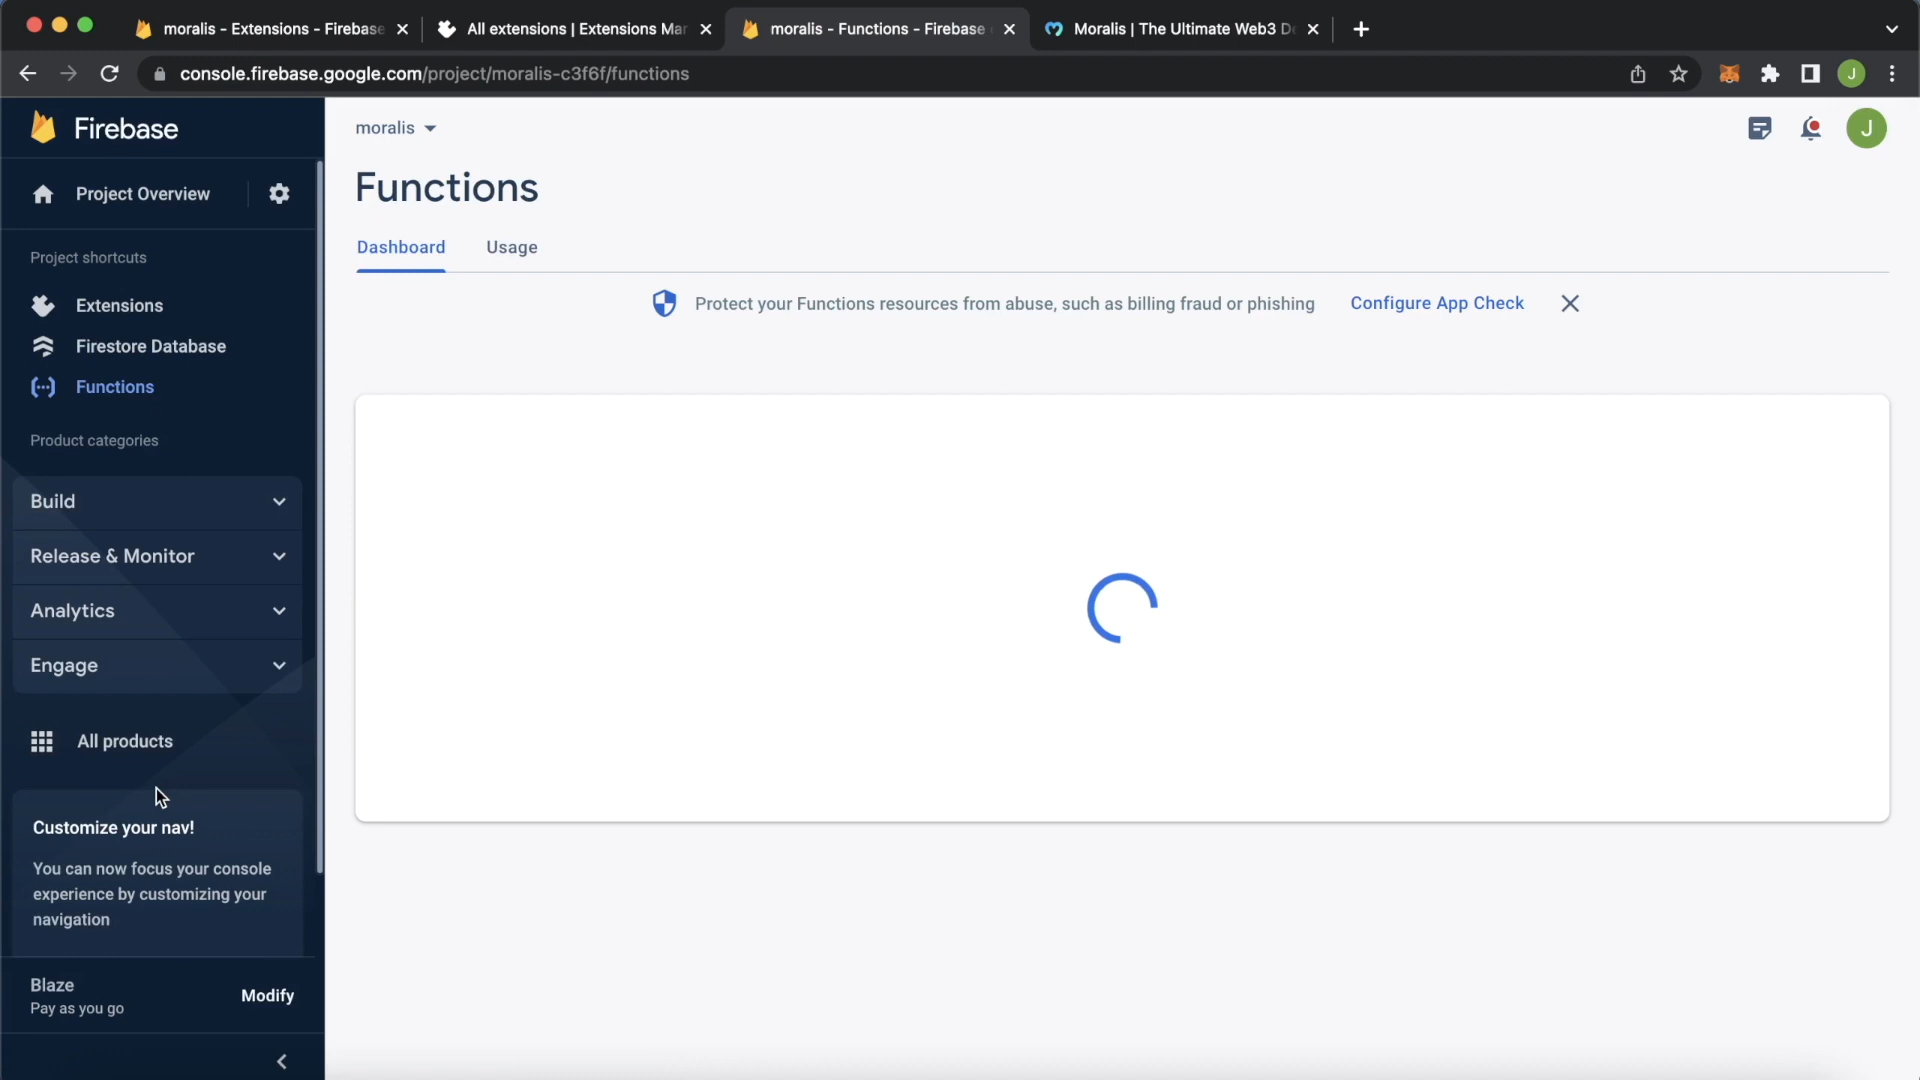 moralis - Extensions - Firebase
All extensions | Extensions Mar
moralis - Functions - Firebase
Moralis | The Ultimate Web3 De
console.firebase.google.com/project/moralis-c3f6f/functions
J
Firebase
moralis
J
Project Overview
Functions
Project shortcuts
Dashboard
Usage
Extensions
Protect your Functions resources from abuse, such as billing fraud or phishing
Configure App Check
Firestore Database
Functions
Product categories
Build
Release & Monitor
Analytics
Engage
All products
Customize your nav!
You can now focus your console
experience by customizing your
navigation
Blaze
Pay as you go
Modify